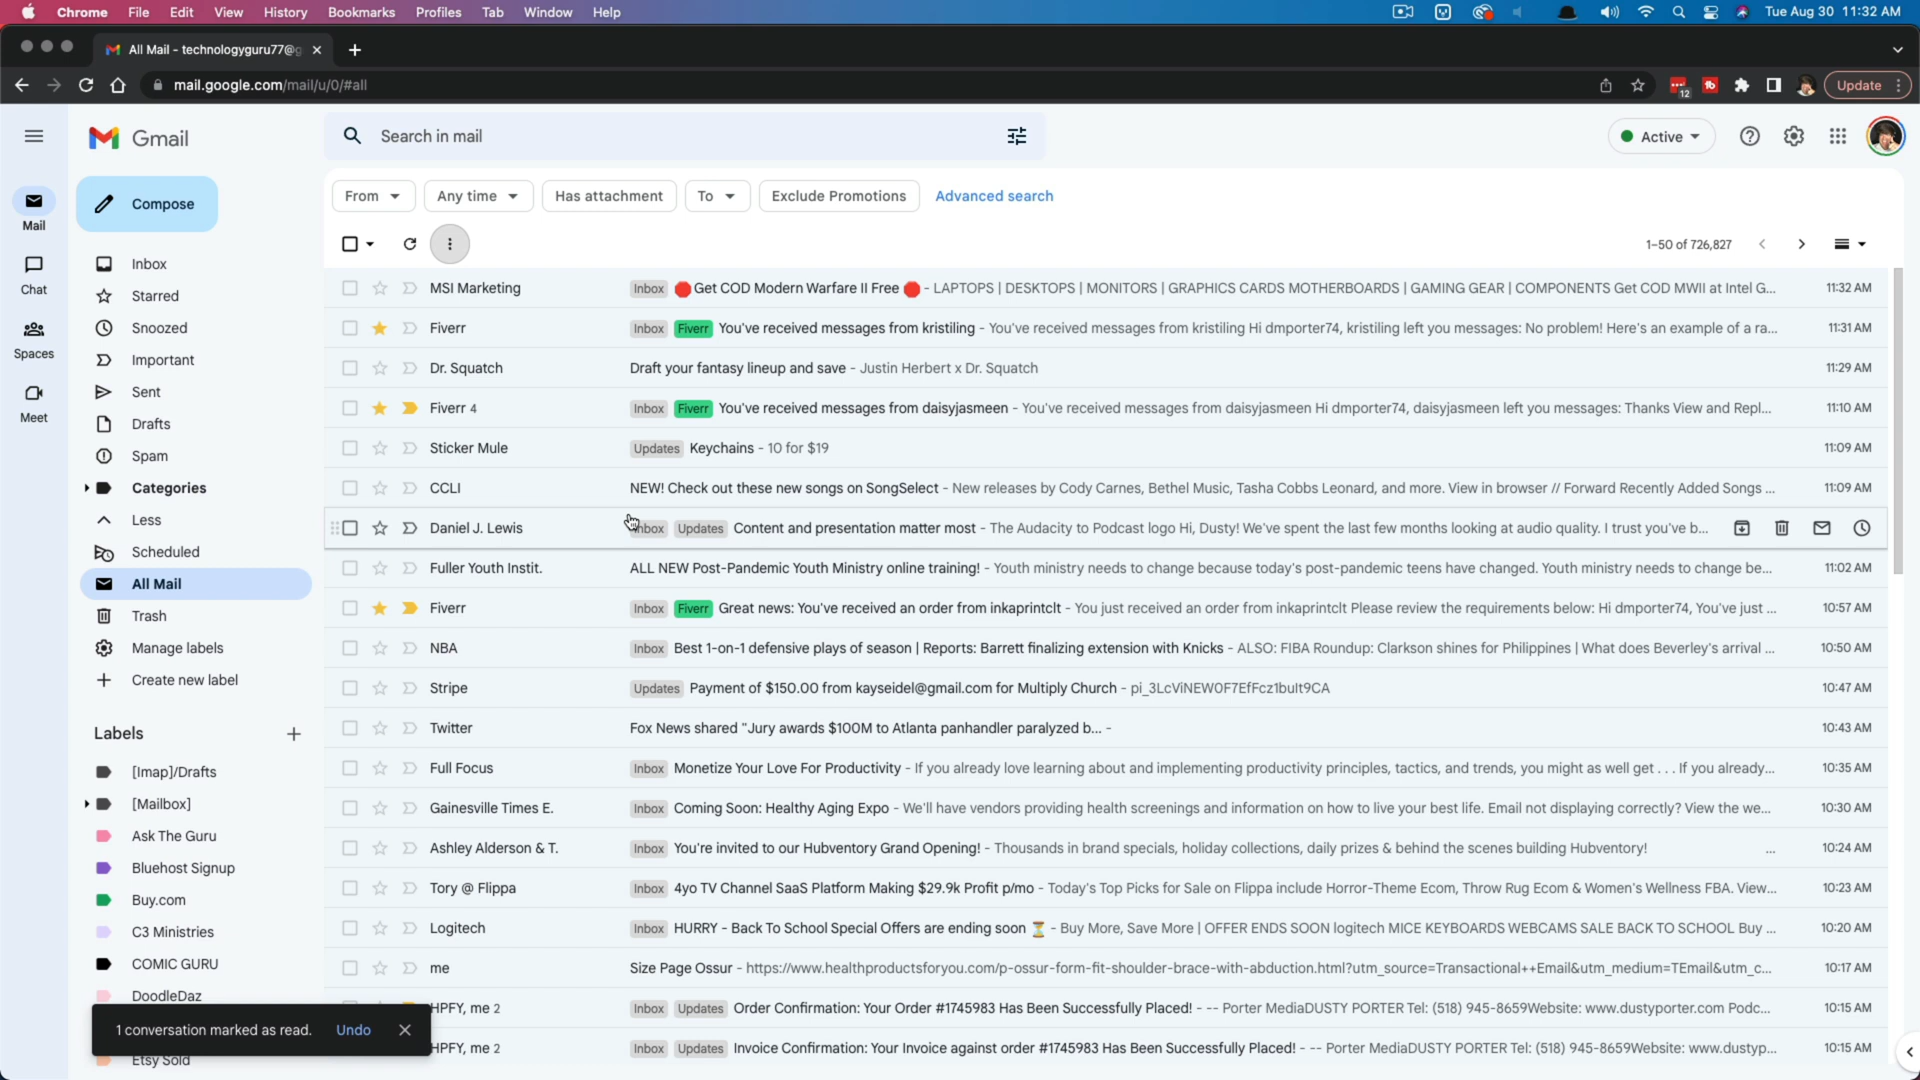 Chrome File Edit View History Bookmarks Profiles Tab Window Help Tue Aug 30 11:32 AM
All Mail - technologyguru77@g
mail.google.com/mail/u/0/#all 12 Update
Gmail Search in mail Active
Compose
Mail
Chat
Spaces
Meet
Inbox
Starred
Snoozed
Important
Sent
Drafts
Spam
Categories
Less
Scheduled
All Mail
Trash
Manage labels
Create new label
Labels
[Imap]/Drafts
[Mailbox]
Ask The Guru
Bluehost Signup
Buy.com
C3 Ministries
COMIC GURU
DoodleDaz
Etsy Sold
1 conversation marked as read. Undo
From Any time Has attachment To Exclude Promotions Advanced search
1–50 of 726,827
MSI Marketing Inbox 🛑 Get COD Modern Warfare II Free 🛑 - LAPTOPS | DESKTOPS | MONITORS | GRAPHICS CARDS MOTHERBOARDS | GAMING GEAR | COMPONENTS Get COD MWII at Intel G... 11:32 AM
Fiverr Inbox Fiverr You've received messages from kristiling - You've received messages from kristiling Hi dmporter74, kristiling left you messages: No problem! Here's an example of a ra... 11:31 AM
Dr. Squatch Draft your fantasy lineup and save - Justin Herbert x Dr. Squatch 11:29 AM
Fiverr 4 Inbox Fiverr You've received messages from daisyjasmeen - You've received messages from daisyjasmeen Hi dmporter74, daisyjasmeen left you messages: Thanks View and Repl... 11:10 AM
Sticker Mule Updates Keychains - 10 for $19 11:09 AM
CCLI NEW! Check out these new songs on SongSelect - New releases by Cody Carnes, Bethel Music, Tasha Cobbs Leonard, and more. View in browser // Forward Recently Added Songs ... 11:09 AM
Daniel J. Lewis Inbox Updates Content and presentation matter most - The Audacity to Podcast logo Hi, Dusty! We've spent the last few months looking at audio quality. I trust you've b...
Fuller Youth Instit. ALL NEW Post-Pandemic Youth Ministry online training! - Youth ministry needs to change because today's post-pandemic teens have changed. Youth ministry needs to change be... 11:02 AM
Fiverr Inbox Fiverr Great news: You've received an order from inkaprintclt - You just received an order from inkaprintclt Please review the requirements below: Hi dmporter74, You've just ... 10:57 AM
NBA Inbox Best 1-on-1 defensive plays of season | Reports: Barrett finalizing extension with Knicks - ALSO: FIBA Roundup: Clarkson shines for Philippines | What does Beverley's arrival ... 10:50 AM
Stripe Updates Payment of $150.00 from kayseidel@gmail.com for Multiply Church - pi_3LcViNEWOF7EfFcz1bult9CA 10:47 AM
Twitter Fox News shared "Jury awards $100M to Atlanta panhandler paralyzed b... - 10:43 AM
Full Focus Inbox Monetize Your Love For Productivity - If you already love learning about and implementing productivity principles, tactics, and trends, you might as well get . . . If you already... 10:35 AM
Gainesville Times E. Inbox Coming Soon: Healthy Aging Expo - We'll have vendors providing health screenings and information on how to live your best life. Email not displaying correctly? View the we... 10:30 AM
Ashley Alderson & T. Inbox You're invited to our Hubventory Grand Opening! - Thousands in brand specials, holiday collections, daily prizes & behind the scenes building Hubventory! ... 10:24 AM
Tory @ Flippa Inbox 4yo TV Channel SaaS Platform Making $29.9k Profit p/mo - Today's Top Picks for Sale on Flippa include Horror-Theme Ecom, Throw Rug Ecom & Women's Wellness FBA. View... 10:23 AM
Logitech Inbox HURRY - Back To School Special Offers are ending soon ⏳ - Buy More, Save More | OFFER ENDS SOON logitech MICE KEYBOARDS WEBCAMS SALE BACK TO SCHOOL Buy ... 10:20 AM
me Size Page Ossur - https://www.healthproductsforyou.com/p-ossur-form-fit-shoulder-brace-with-abduction.html?utm_source=Transactional++Email&utm_medium=TEmail&utm_c... 10:17 AM
HPFY, me 2 Inbox Updates Order Confirmation: Your Order #1745983 Has Been Successfully Placed! - -- Porter MediaDUSTY PORTER Tel: (518) 945-8659Website: www.dustyporter.com Podc... 10:15 AM
HPFY, me 2 Inbox Updates Invoice Confirmation: Your Invoice against order #1745983 Has Been Successfully Placed! - -- Porter MediaDUSTY PORTER Tel: (518) 945-8659Website: www.dustyp... 10:15 AM